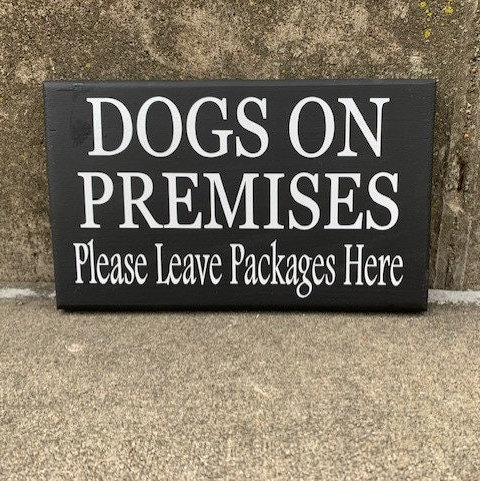 DOGS ON
PREMISES
Please Leave Packages Here